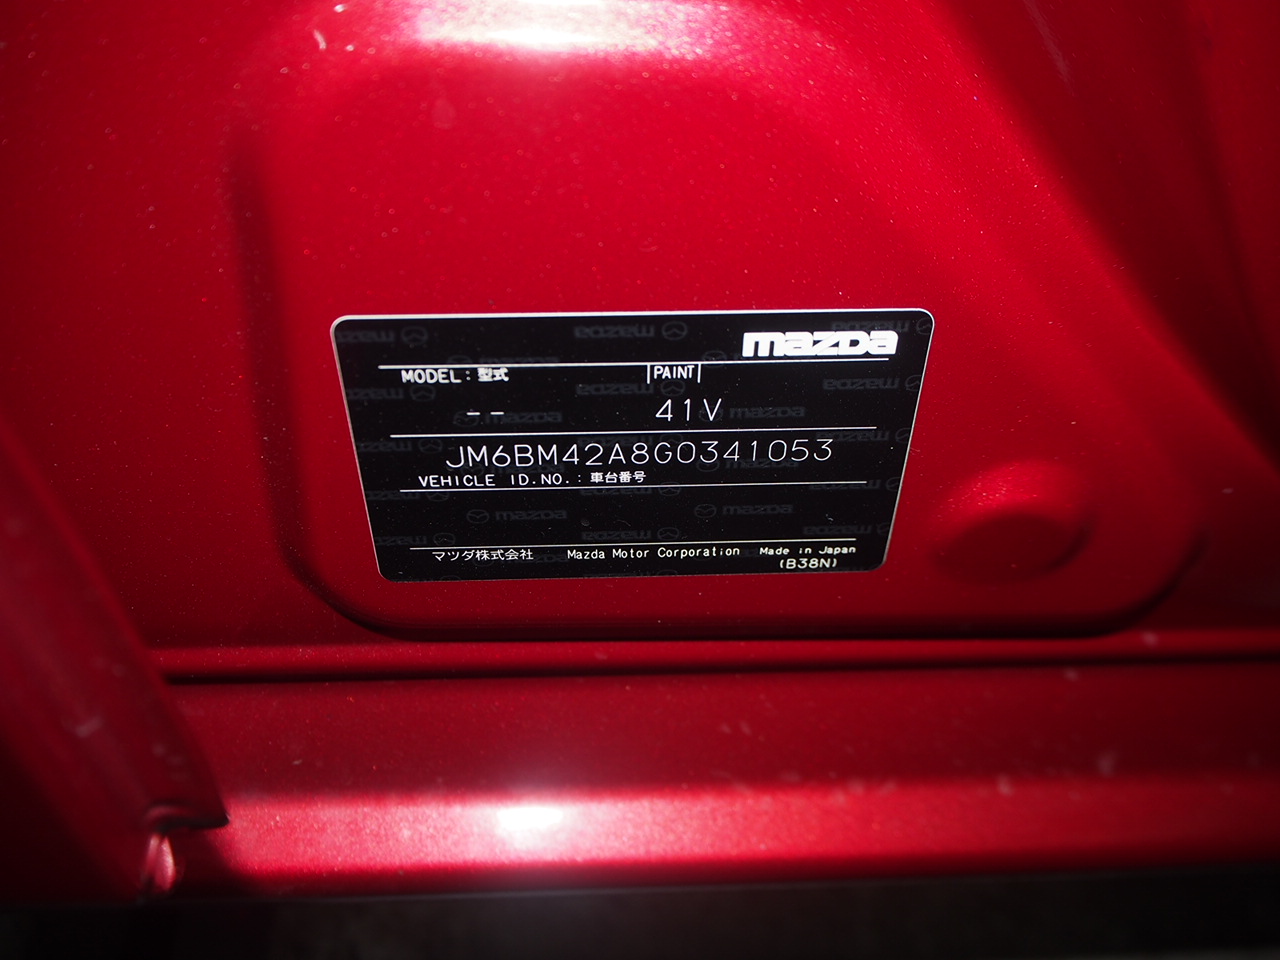 mazda
MODEL: 型式 PAINT
-- 41V
JM6BM42A8G0341053
VEHICLE ID.NO.: 車台番号
マツダ株式会社 Mazda Motor Corporation Made in Japan
(B38N)